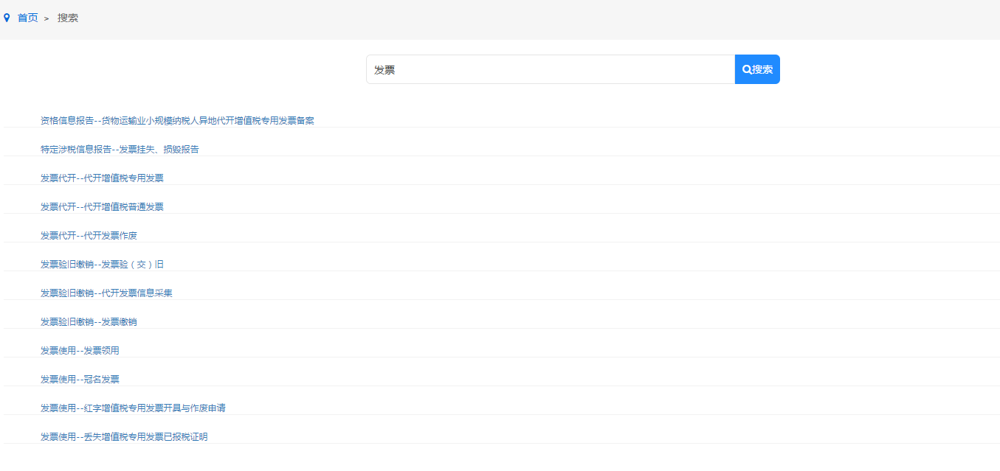 首页 > 搜索
发票 搜索
资格信息报告--货物运输业小规模纳税人异地代开增值税专用发票备案
特定涉税信息报告--发票挂失、损毁报告
发票代开--代开增值税专用发票
发票代开--代开增值税普通发票
发票代开--代开发票作废
发票验旧缴销--发票验（交）旧
发票验旧缴销--代开发票信息采集
发票验旧缴销--发票缴销
发票使用--发票领用
发票使用--冠名发票
发票使用--红字增值税专用发票开具与作废申请
发票使用--丢失增值税专用发票已报税证明